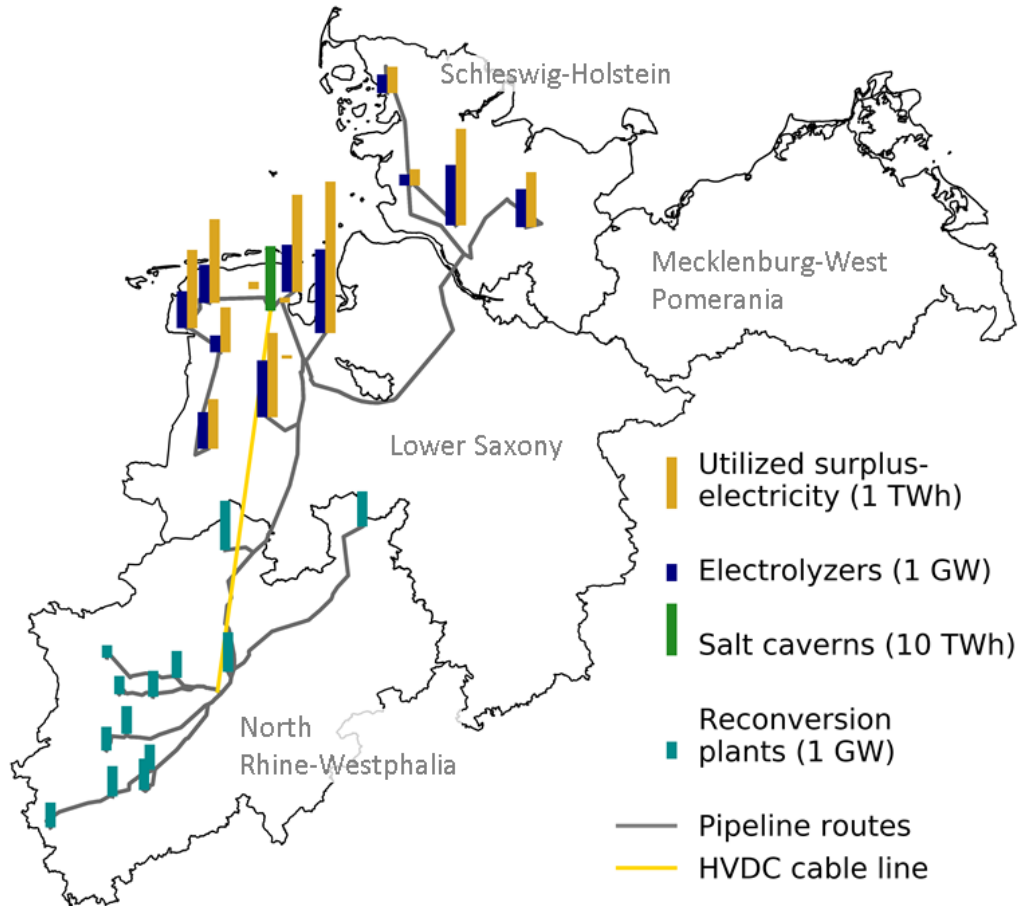 Schleswig-Holstein
Mecklenburg-West
Pomerania
Lower Saxony
North
Rhine-Westphalia
Utilized surplus-
electricity (1 TWh)
Electrolyzers (1 GW)
Salt caverns (10 TWh)
Reconversion
plants (1 GW)
Pipeline routes
HVDC cable line